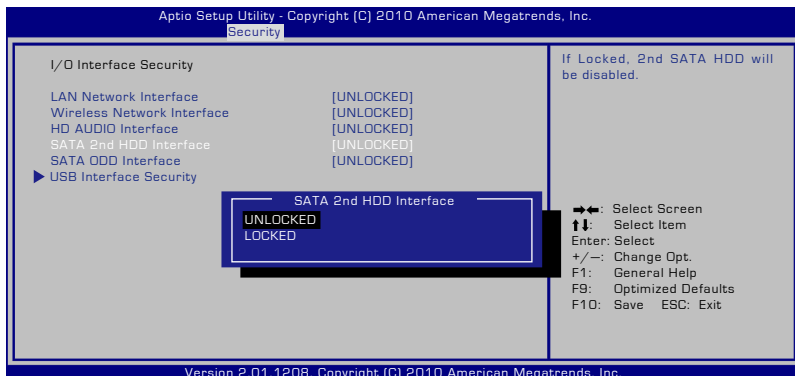 Aptio Setup Utility - Copyright (C) 2010 American Megatrends, Inc.
Security
I/O Interface Security
LAN Network Interface [UNLOCKED]
Wireless Network Interface [UNLOCKED]
HD AUDIO Interface [UNLOCKED]
SATA 2nd HDD Interface [UNLOCKED]
SATA ODD Interface [UNLOCKED]
USB Interface Security
SATA 2nd HDD Interface
UNLOCKED
LOCKED
If Locked, 2nd SATA HDD will
be disabled.
→←: Select Screen
↑↓: Select Item
Enter: Select
+/—: Change Opt.
F1: General Help
F9: Optimized Defaults
F10: Save ESC: Exit
Version 2.01.1208. Copyright (C) 2010 American Megatrends, Inc.